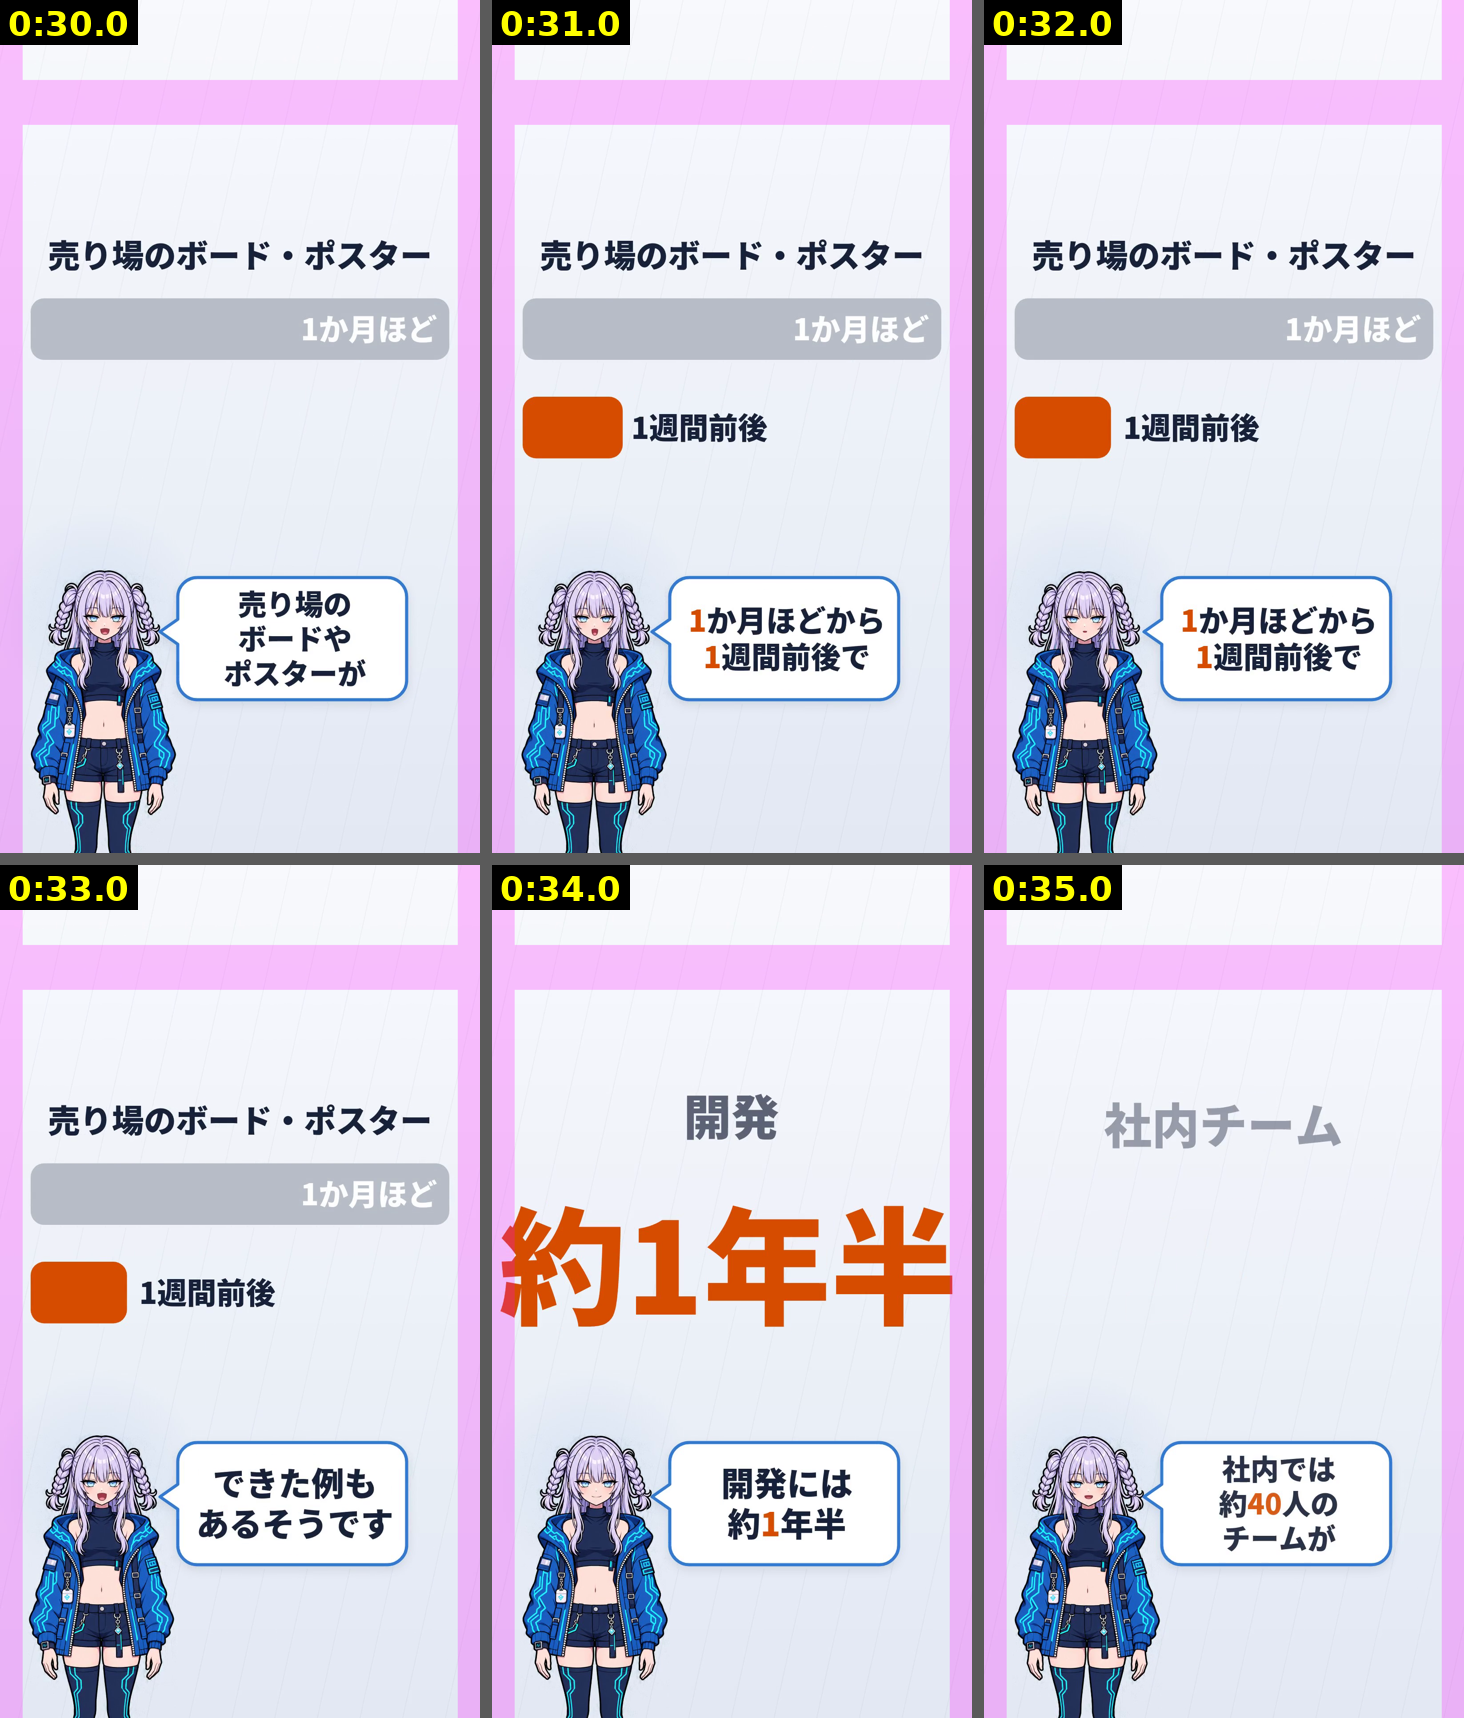 0:30.0
売り場のボード・ポスター
1か月ほど
売り場の
ボードや
ポスターが
0:31.0
売り場のボード・ポスター
1か月ほど
1週間前後
1か月ほどから
1週間前後で
0:32.0
売り場のボード・ポスター
1か月ほど
1週間前後
1か月ほどから
1週間前後で
0:33.0
売り場のボード・ポスター
1か月ほど
1週間前後
できた例も
あるそうです
0:34.0
開発
約1年半
開発には
約1年半
0:35.0
社内チーム
社内では
約40人の
チームが